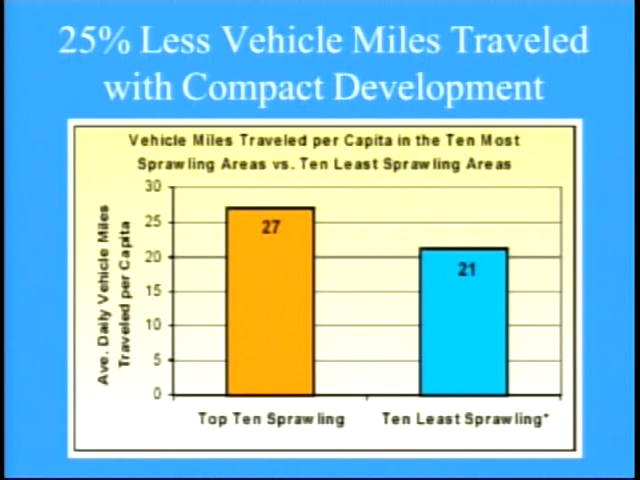 25% Less Vehicle Miles Traveled
with Compact Development
Vehicle Miles Traveled per Capita in the Ten Most
Sprawling Areas vs. Ten Least Sprawling Areas
Ave. Daily Vehicle Miles
Traveled per Capita
30
25
20
15
10
5
0
27
21
Top Ten Sprawling
Ten Least Sprawling*